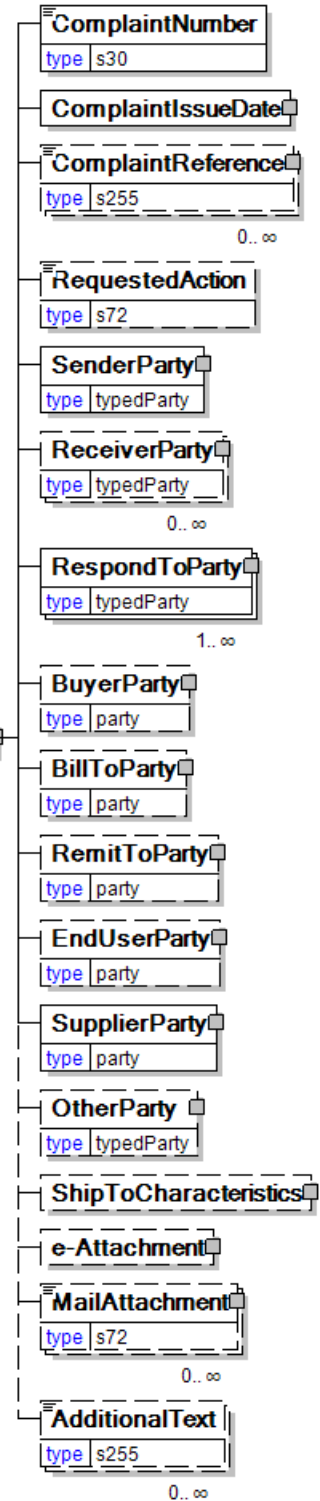 ComplaintNumber
type s30
ComplaintIssueDate
ComplaintReference
type s255
0.. ∞
RequestedAction
type s72
SenderParty
type typedParty
ReceiverParty
type typedParty
0.. ∞
RespondToParty
type typedParty
1.. ∞
BuyerParty
type party
BillToParty
type party
RemitToParty
type party
EndUserParty
type party
SupplierParty
type party
OtherParty
type typedParty
ShipToCharacteristics
e-Attachment
MailAttachment
type s72
0.. ∞
AdditionalText
type s255
0.. ∞